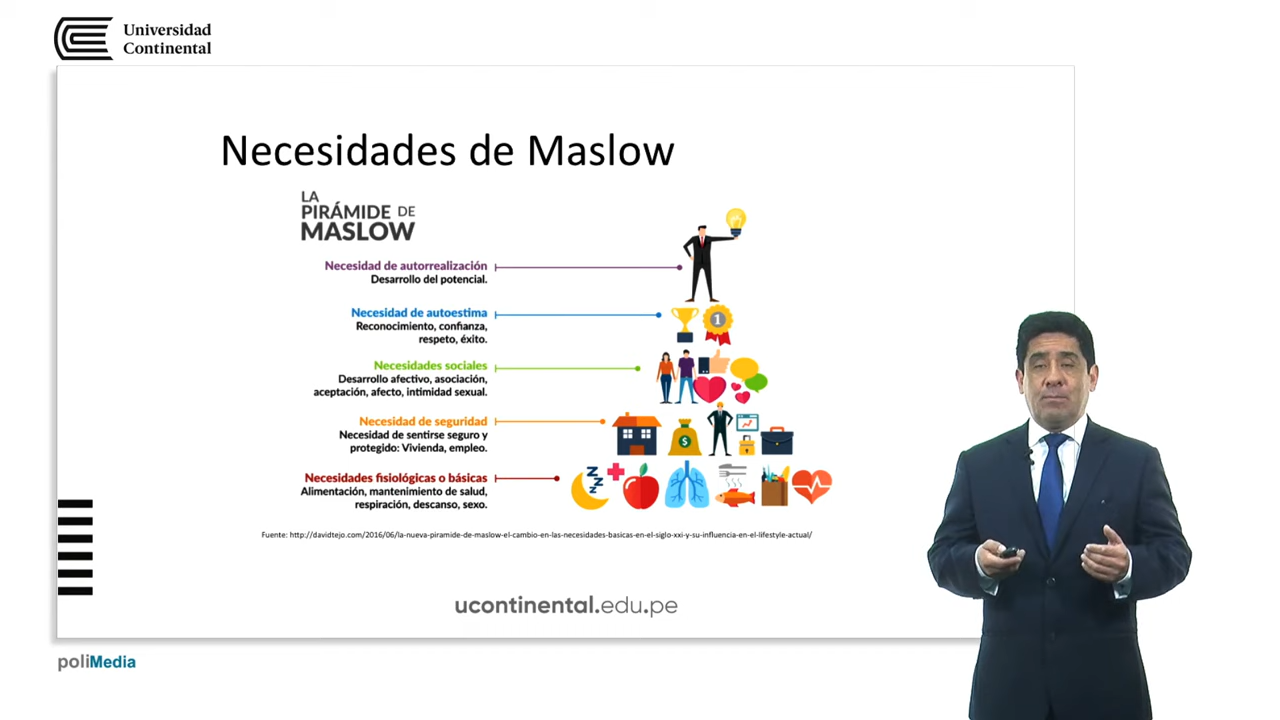 Universidad
Continental
Necesidades de Maslow
LA
PIRÁMIDE DE
MASLOW
Necesidad de autorrealización
Desarrollo del potencial.
Necesidad de autoestima
Reconocimiento, confianza,
respeto, éxito.
1
Necesidades sociales
Desarrollo afectivo, asociación,
aceptación, afecto, intimidad sexual.
Necesidad de seguridad
Necesidad de sentirse seguro y
protegido: Vivienda, empleo.
$
Necesidades fisiológicas o básicas
Alimentación, mantenimiento de salud,
respiración, descanso, sexo.
Z
Z
Z
Fuente: http://davidtejo.com/2016/06/la-nueva-piramide-de-maslow-el-cambio-en-las-necesidades-basicas-en-el-siglo-xxi-y-su-influencia-en-el-lifestyle-actual/
ucontinental.edu.pe
poliMedia